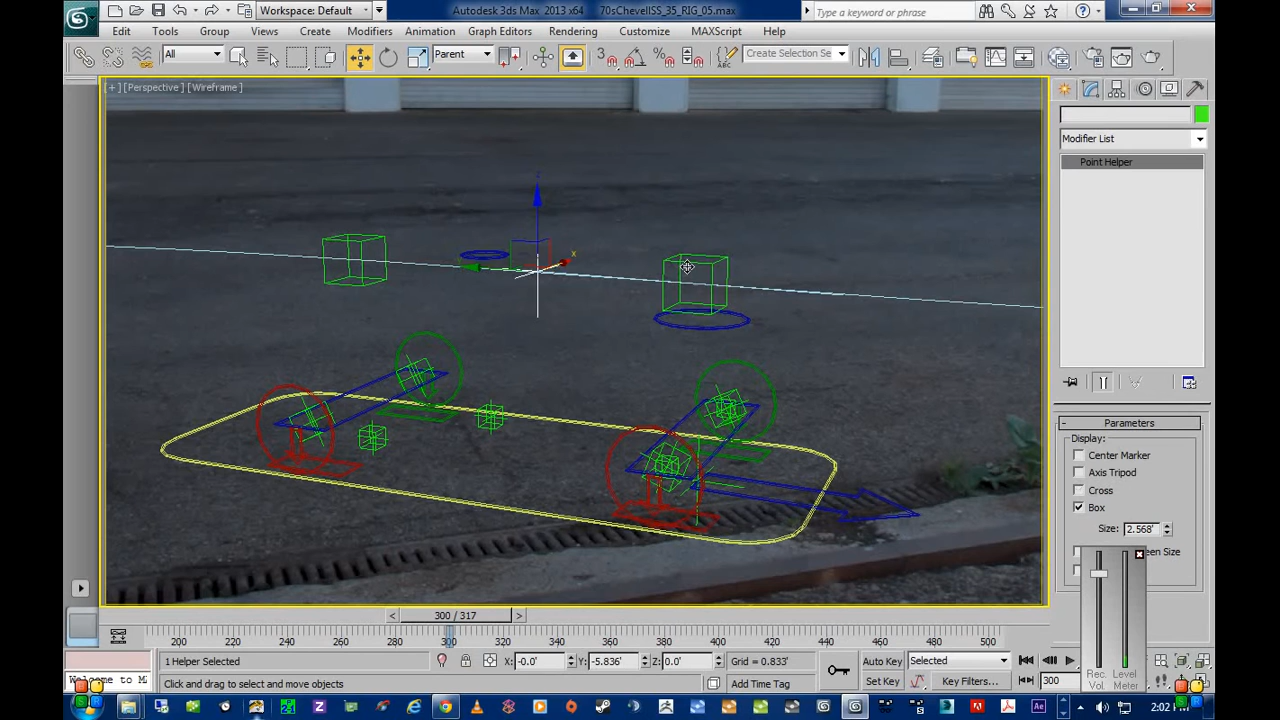 Workspace: Default
Autodesk 3ds Max 2013 x64
70sChevellSS_35_RIG_05.max
Type a keyword or phrase
Edit Tools Group Views Create Modifiers Animation Graph Editors Rendering Customize MAXScript Help
All
Parent
Create Selection Se
[+] [Perspective] [Wireframe]
x
Modifier List
Point Helper
Parameters
Display:
Center Marker
Axis Tripod
Cross
Box
Size: 2.568'
een Size
Rec. Vol.
Level Meter
300 / 317
200 220 240 260 280 300 320 340 360 380 400 420 440 460 480 500
1 Helper Selected
X: -0.0'
Y: -5.836'
Z: 0.0'
Grid = 0.833'
Auto Key
Selected
Welcome to M
Click and drag to select and move objects
Add Time Tag
Set Key
Key Filters...
300
2:02 PM